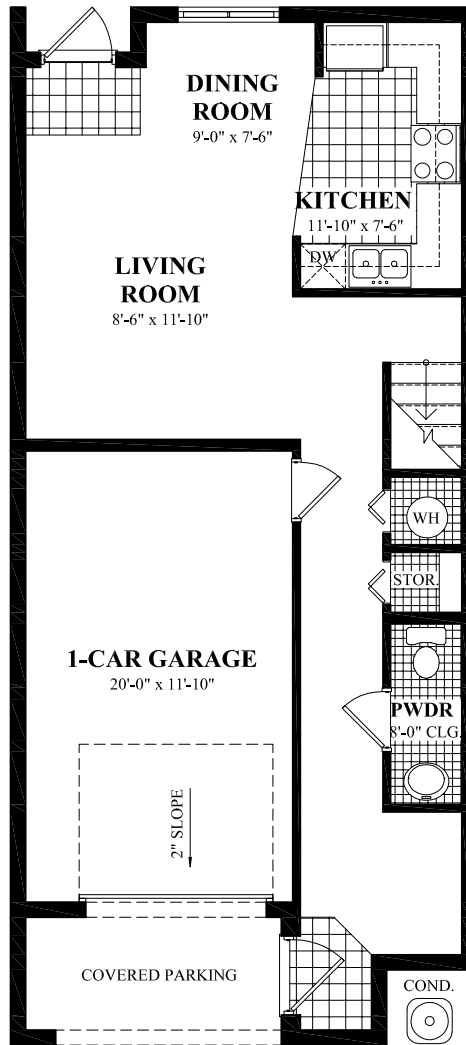 DINING
ROOM
9'-0" x 7'-6"
KITCHEN
11'-10" x 7'-6"
DW
LIVING
ROOM
8'-6" x 11'-10"
WH
STOR.
1-CAR GARAGE
20'-0" x 11'-10"
PWDR
8'-0" CLG.
2" SLOPE
COVERED PARKING
COND.